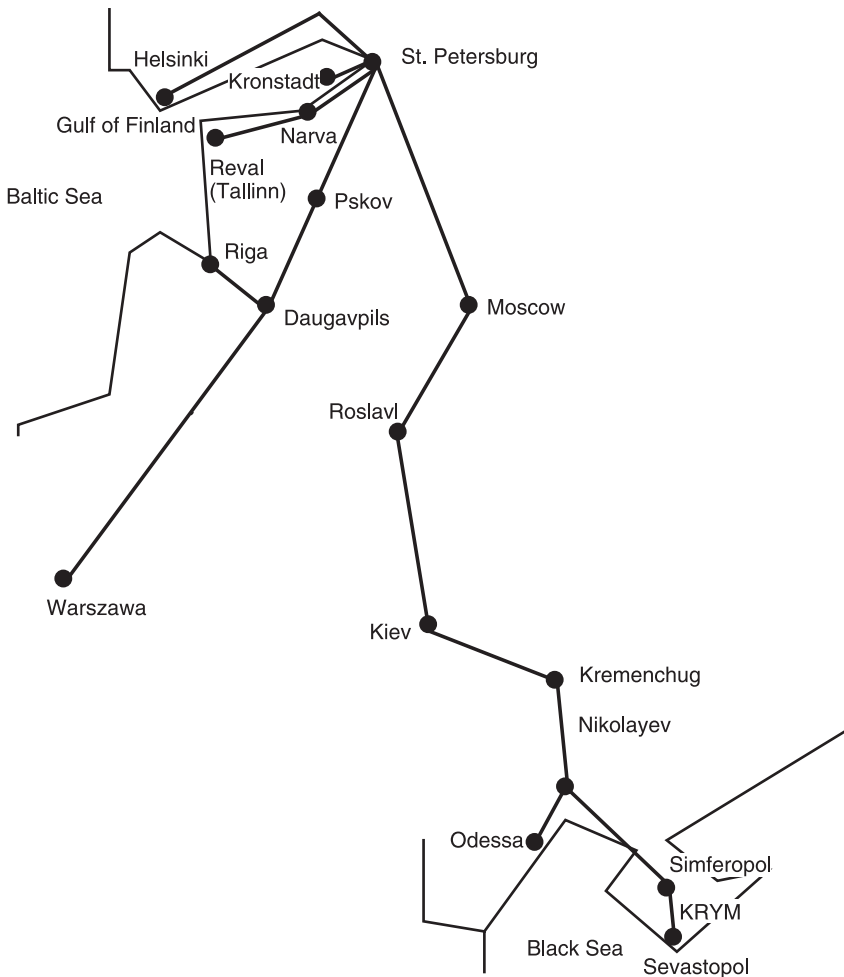 Helsinki
St. Petersburg
Kronstadt
Gulf of Finland
Narva
Reval
(Tallinn)
Baltic Sea
Pskov
Riga
Daugavpils
Moscow
Roslavl
Warszawa
Kiev
Kremenchug
Nikolayev
Odessa
Simferopol
KRYM
Black Sea
Sevastopol